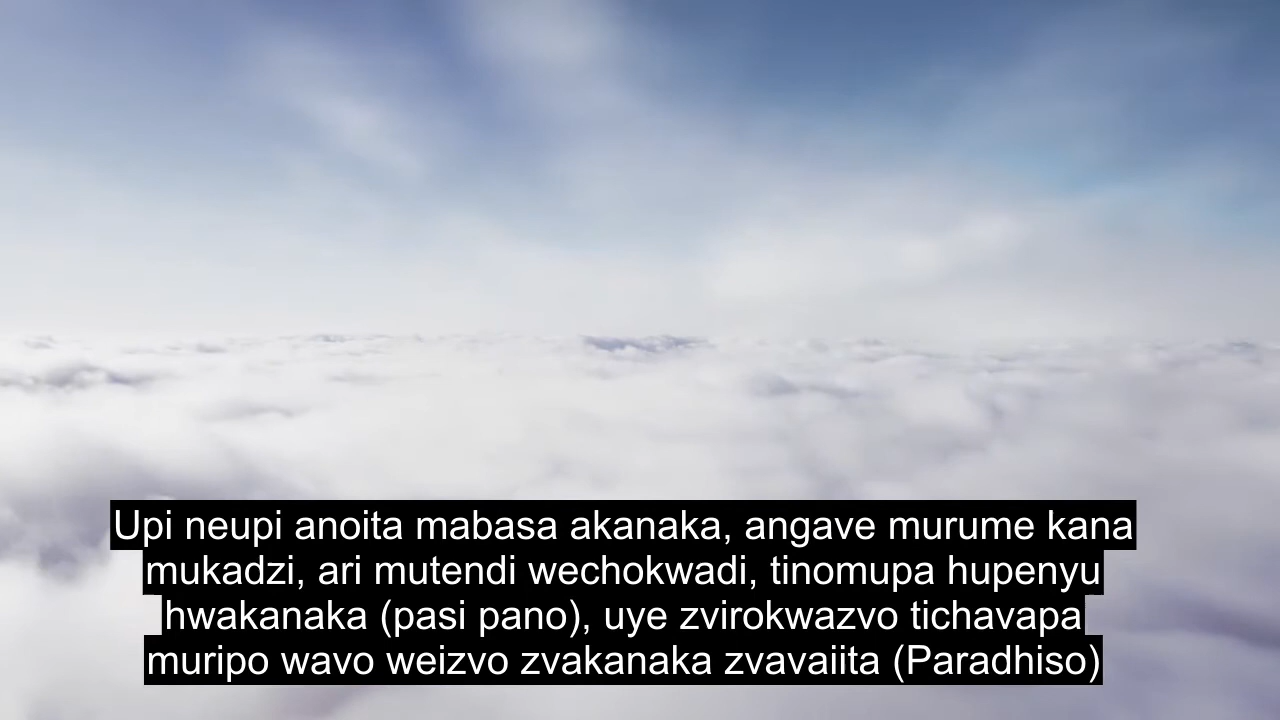 Upi neupi anoita mabasa akanaka, angave murume kana
mukadzi, ari mutendi wechokwadi, tinomupa hupenyu
hwakanaka (pasi pano), uye zvirokwazvo tichavapa
muripo wavo weizvo zvakanaka zvavaiita (Paradhiso)